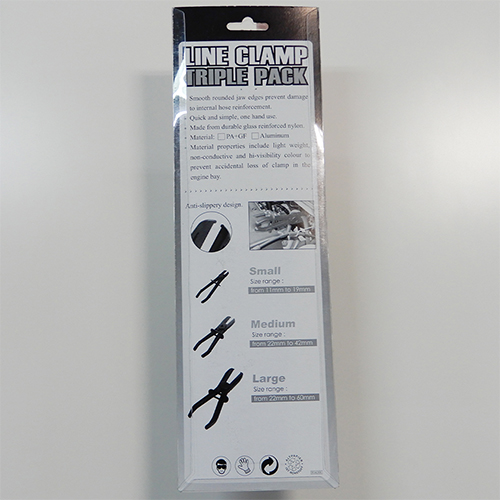 LINE CLAMP
TRIPLE PACK
Smooth rounded jaw edges prevent damage
to internal hose reinforcement.
• Quick and simple, one hand use.
• Made from durable glass reinforced nylon.
• Material: □ PA+GF □ Aluminum
• Material properties include light weight,
non-conductive and hi-visibility colour to
prevent accidental loss of clamp in the
engine bay.
Anti-slippery design.
Small
Size range :
from 11mm to 19mm
Medium
Size range :
from 22mm to 42mm
Large
Size range :
from 22mm to 60mm